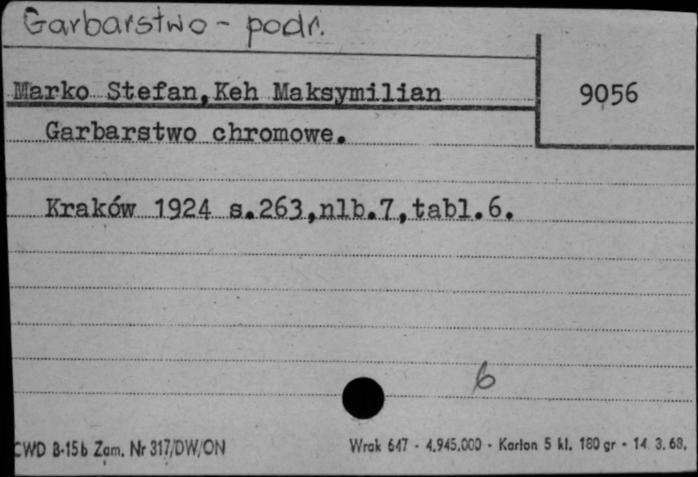 Garbarstwo - podr.
Marko Stefan, Keh Maksymilian
9056
Garbarstwo chromowe.
Kraków 1924 s.263,nlb.7,tabl.6.
6
CWD B-15b Zam. Nr 317/DW/ON
Wrak 647 - 4.945.000 - Karton 5 kl. 180 gr - 14. 3. 68.